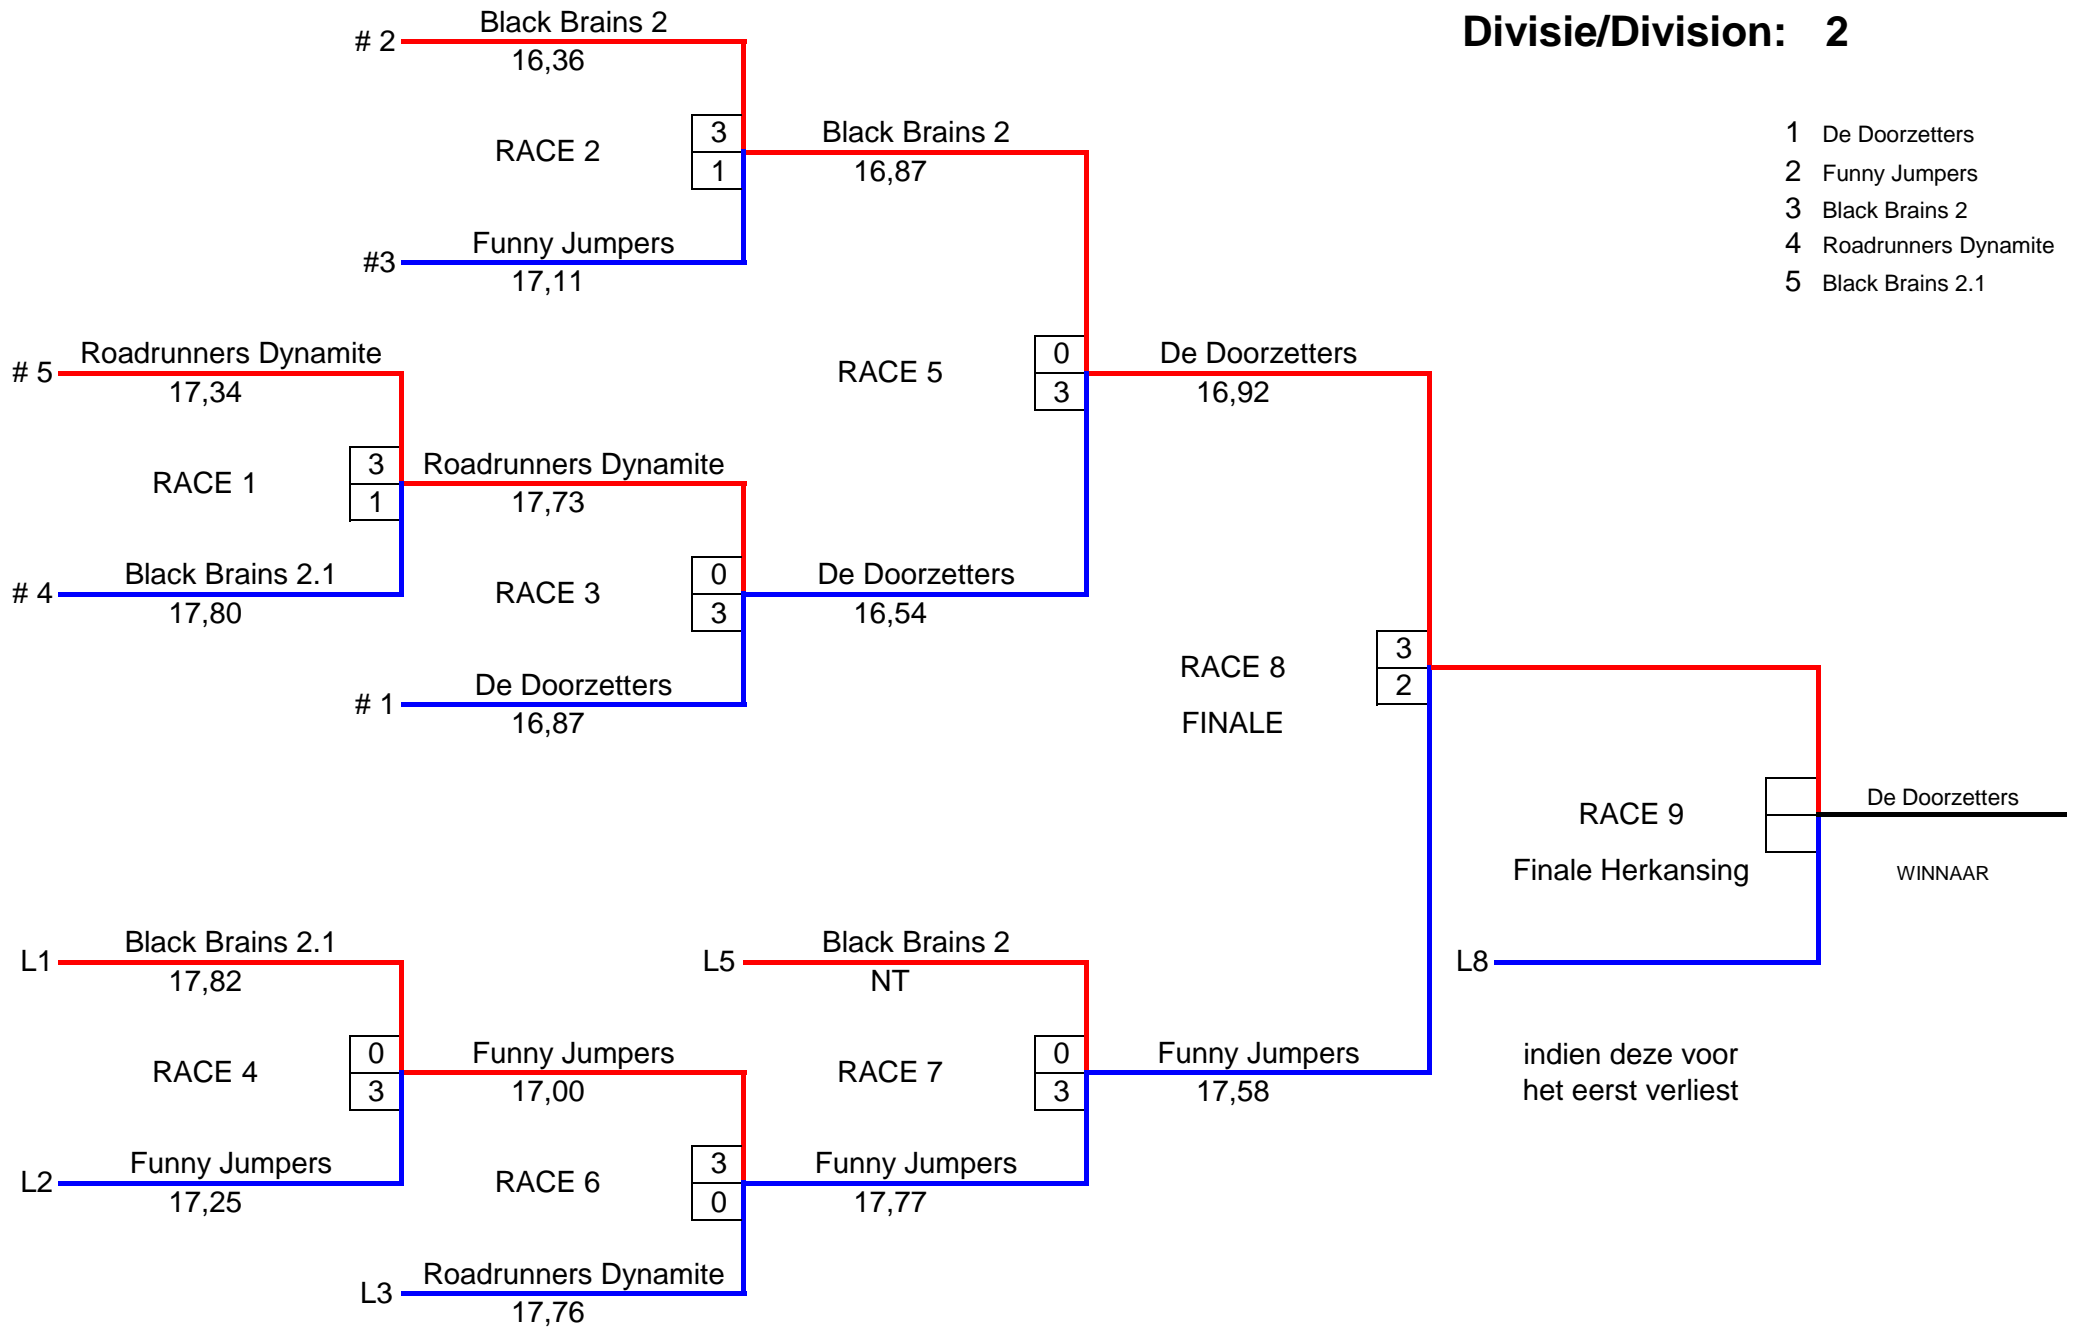 Divisie/Division: 2
1 De Doorzetters
2 Funny Jumpers
3 Black Brains 2
4 Roadrunners Dynamite
5 Black Brains 2.1
# 2
Black Brains 2
16,36
RACE 2
3
1
#3
Funny Jumpers
17,11
Black Brains 2
16,87
# 5
Roadrunners Dynamite
17,34
RACE 1
3
1
# 4
Black Brains 2.1
17,80
Roadrunners Dynamite
17,73
RACE 3
0
3
# 1
De Doorzetters
16,87
De Doorzetters
16,54
RACE 5
0
3
De Doorzetters
16,92
RACE 8
FINALE
3
2
RACE 9
Finale Herkansing
De Doorzetters
WINNAAR
L8
indien deze voor
het eerst verliest
L1
Black Brains 2.1
17,82
RACE 4
0
3
L2
Funny Jumpers
17,25
Funny Jumpers
17,00
RACE 6
3
0
L3
Roadrunners Dynamite
17,76
L5
Black Brains 2
NT
RACE 7
0
3
Funny Jumpers
17,77
Funny Jumpers
17,58